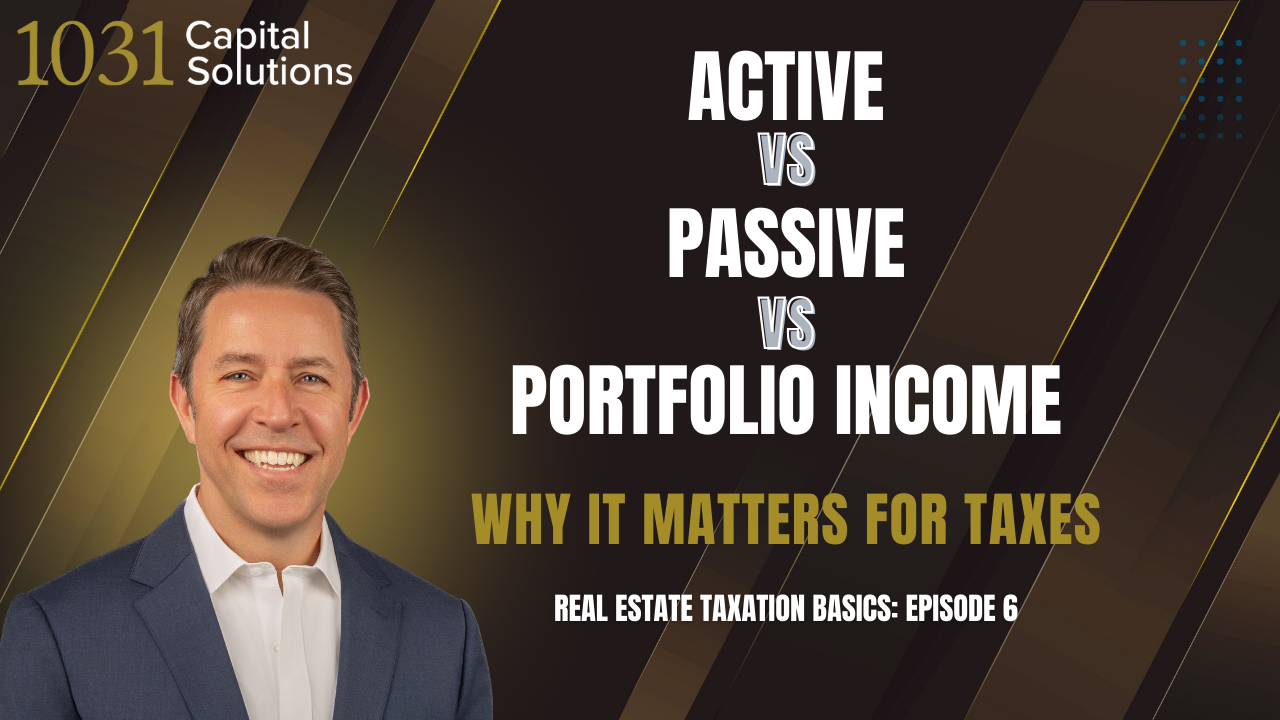 1031 Capital
Solutions
ACTIVE
VS
PASSIVE
VS
PORTFOLIO INCOME
WHY IT MATTERS FOR TAXES
REAL ESTATE TAXATION BASICS: EPISODE 6